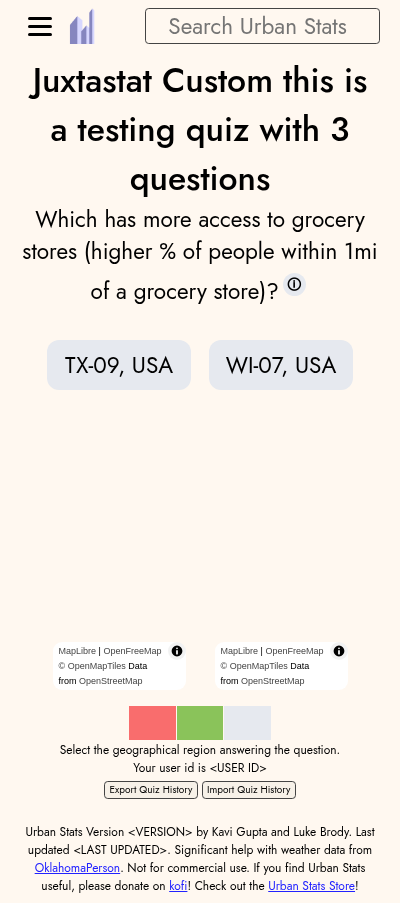 Search Urban Stats
Juxtastat Custom this is
a testing quiz with 3
questions
Which has more access to grocery
stores (higher % of people within 1mi
of a grocery store)? ⓘ
TX-09, USA
WI-07, USA
MapLibre | OpenFreeMap
© OpenMapTiles Data
from OpenStreetMap
MapLibre | OpenFreeMap
© OpenMapTiles Data
from OpenStreetMap
Select the geographical region answering the question.
Your user id is <USER ID>
Export Quiz History
Import Quiz History
Urban Stats Version <VERSION> by Kavi Gupta and Luke Brody. Last
updated <LAST UPDATED>. Significant help with weather data from
OklahomaPerson. Not for commercial use. If you find Urban Stats
useful, please donate on kofi! Check out the Urban Stats Store!